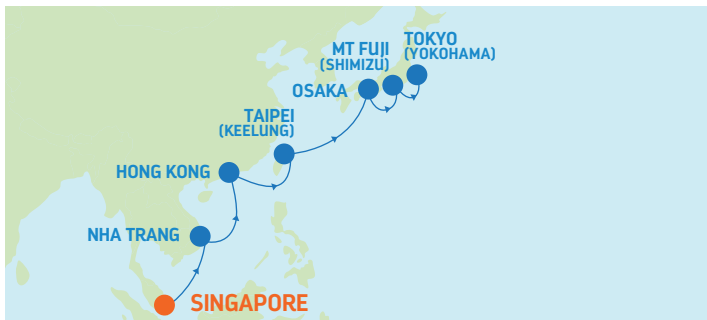 TOKYO
(YOKOHAMA)
MT FUJI
(SHIMIZU)
OSAKA
TAIPEI
(KEELUNG)
HONG KONG
NHA TRANG
SINGAPORE